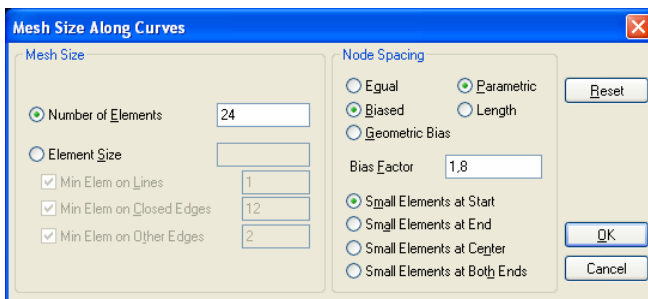 Mesh Size Along Curves
Mesh Size
Number of Elements 24
Element Size
Min Elem on Lines 1
Min Elem on Closed Edges 12
Min Elem on Other Edges 2
Node Spacing
Equal Parametric
Biased Length
Geometric Bias
Bias Factor 1,8
Small Elements at Start
Small Elements at End
Small Elements at Center
Small Elements at Both Ends
Reset
OK
Cancel